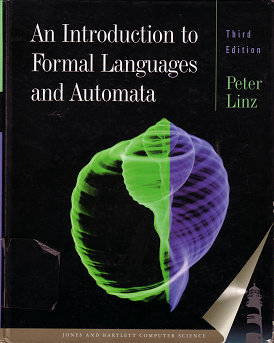 An Introduction to
Formal Languages
and Automata
Third
Edition
Peter
Linz
JONES AND BARTLETT COMPUTER SCIENCE